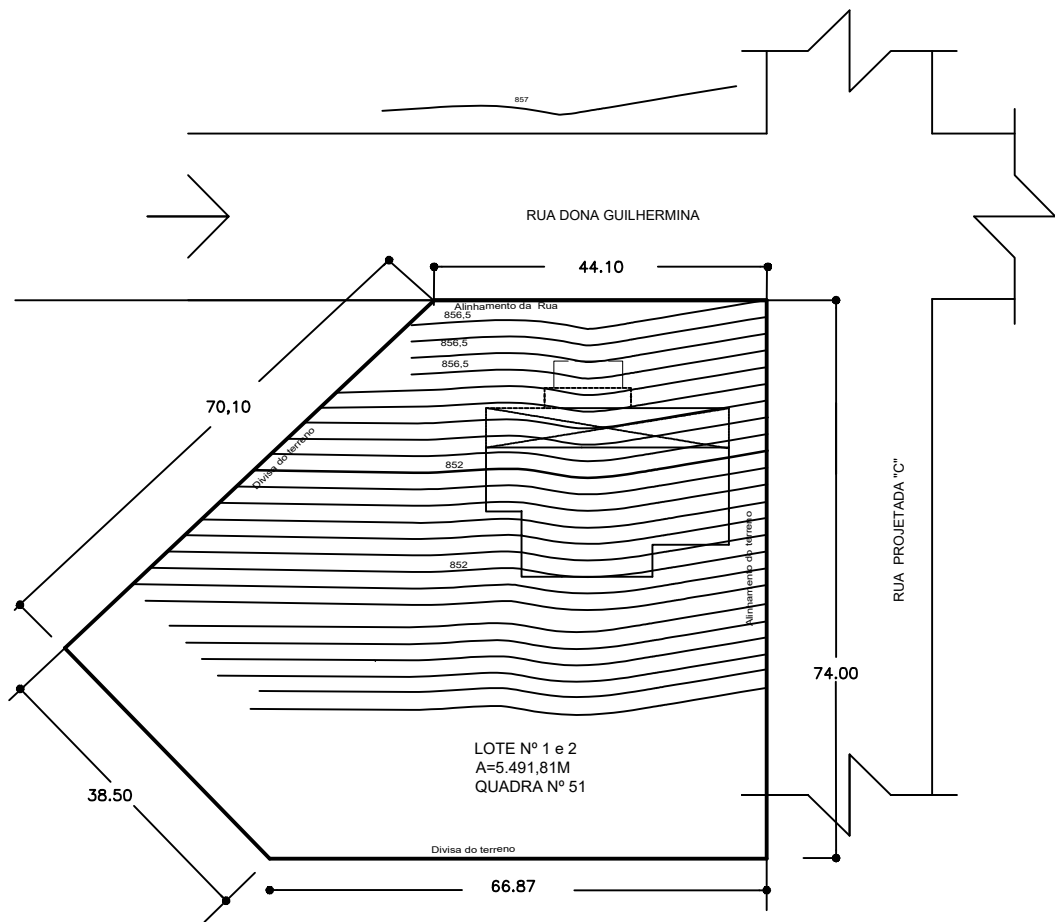 857
RUA DONA GUILHERMINA
44.10
Alinhamento da Rua
856,5
856,5
856,5
70,10
Divisa do terreno
852
RUA PROJETADA "C"
Alinhamento do terreno
852
74.00
LOTE Nº 1 e 2
A=5.491,81M
QUADRA Nº 51
38.50
Divisa do terreno
66.87